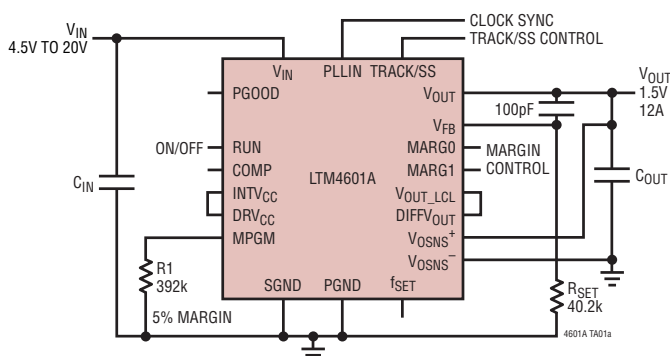 CLOCK SYNC
TRACK/SS CONTROL
VIN
4.5V TO 20V
VIN
PLLIN
TRACK/SS
PGOOD
VOUT
VOUT
1.5V
12A
100pF
VFB
ON/OFF
RUN
MARG0
MARGIN
CONTROL
COMP
LTM4601A
MARG1
CIN
INTVCC
VOUT_LCL
COUT
DRVCC
DIFFVOUT
MPGM
VOSNS+
VOSNS–
R1
392k
SGND
PGND
fSET
RSET
40.2k
5% MARGIN
4601A TA01a